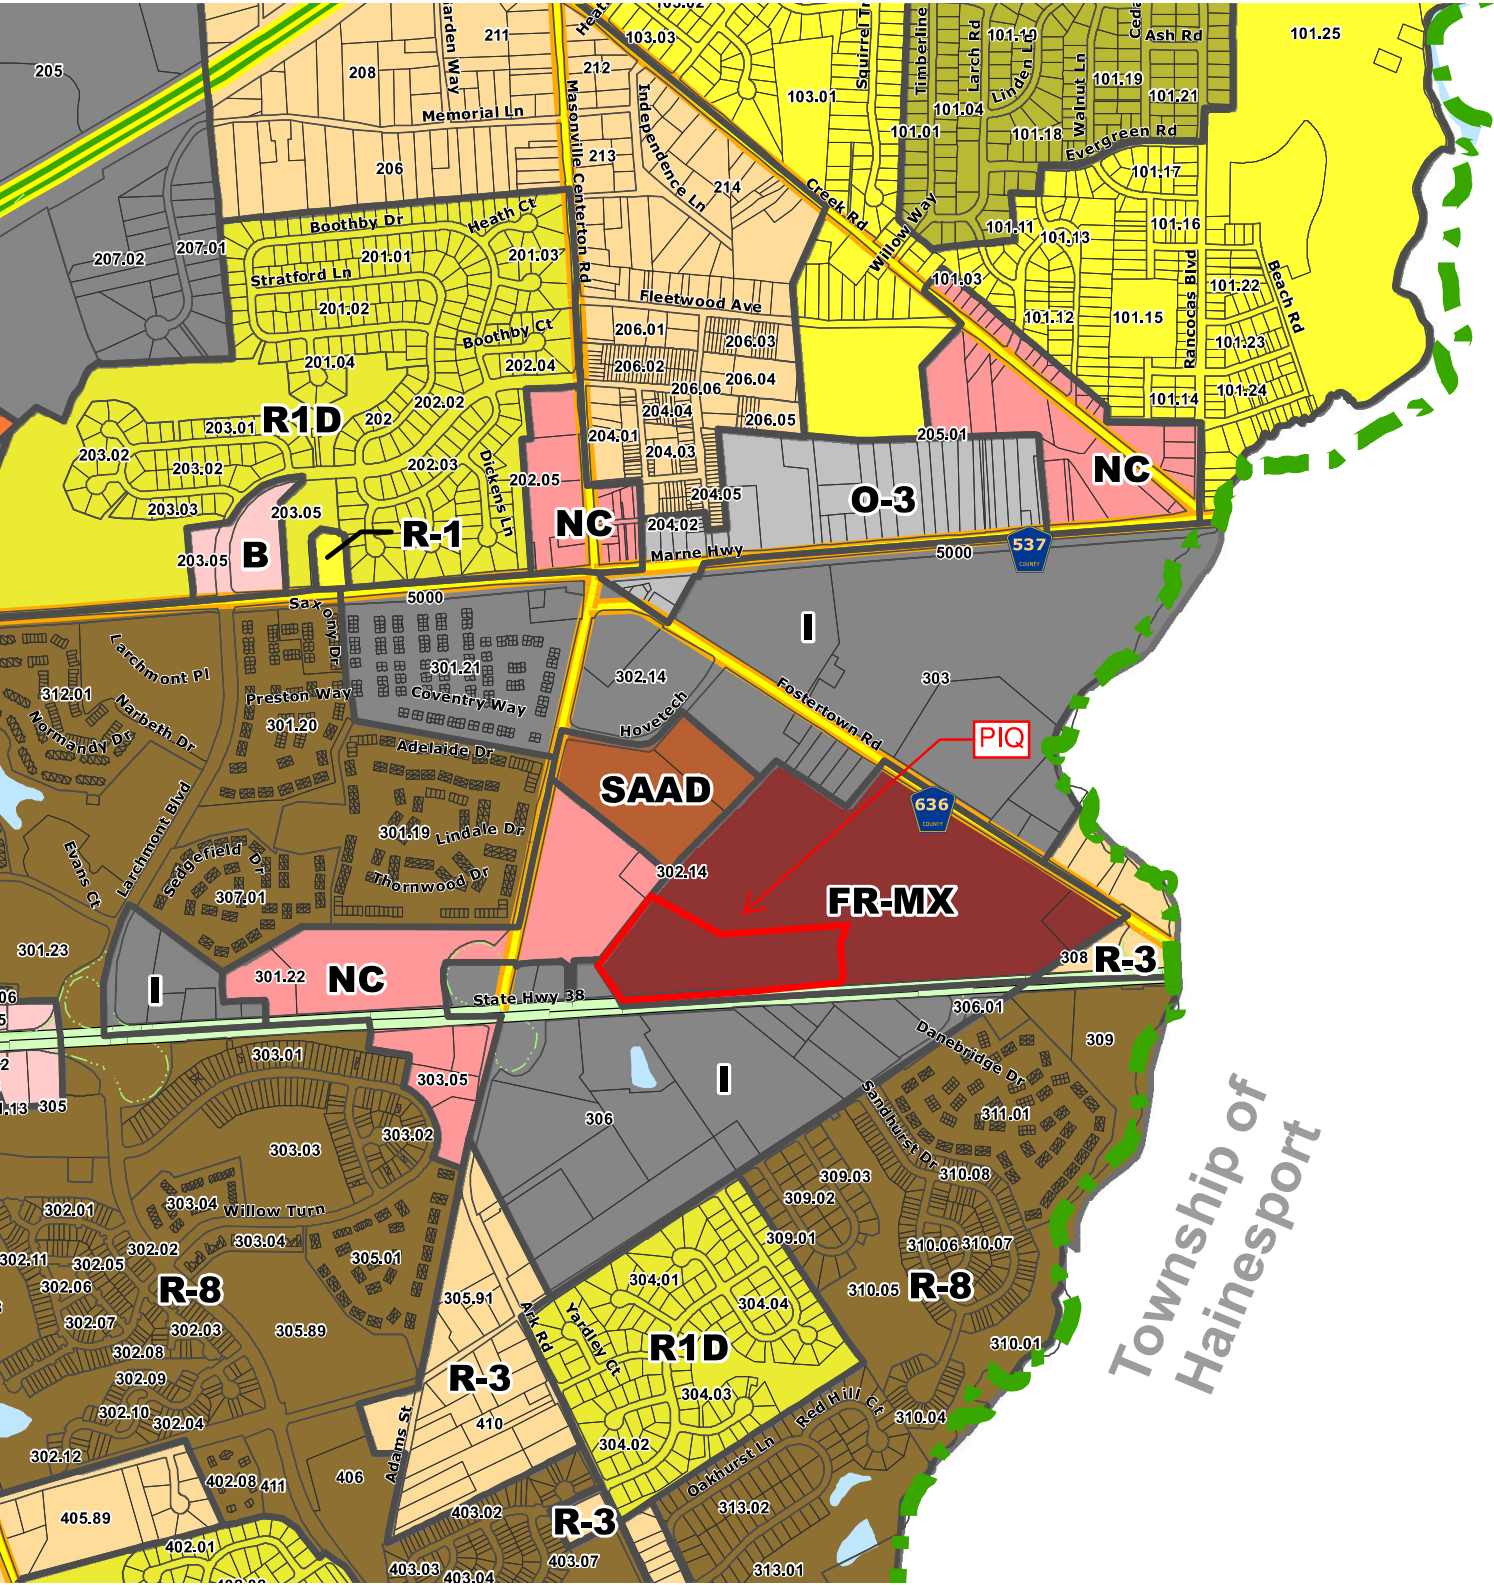 103.02
Heath
103.03
211
Garden Way
205
208
212
Squirrel Tr
Timberline
Larch Rd
101.19
Linden Ln
Ceda
Ash Rd
101.25
101.19
103.01
101.21
101.04
Walnut Ln
Memorial Ln
Masonville Centerton Rd
Independence Ln
101.01
101.18
Evergreen Rd
206
213
214
101.17
Creek Rd
Willow Way
Boothby Dr
Heath Ct
101.11
101.16
101.13
207.02
207.01
201.01
201.03
Stratford Ln
101.03
101.22
Beach Rd
Rancocas Blvd
201.02
Fleetwood Ave
101.12
101.15
206.01
206.03
Boothby Ct
101.23
201.04
202.04
206.02
206.04
206.06
101.24
101.14
202.02
204.04
206.05
R1D
202
203.01
204.01
205.01
203.02
203.02
202.03
204.03
NC
Dickens Ln
202.05
204.05
O-3
203.03
203.05
NC
204.02
R-1
203.05
B
Marne Hwy
5000
537
COUNTY
5000
Saxony Dr
I
Larchmont Pl
301.21
302.14
303
312.01
Preston Way
Coventry Way
Narbeth Dr
Normandy Dr
301.20
Hovetech
Fostertown Rd
PIQ
Adelaide Dr
SAAD
Larchmont Blvd
636
COUNTY
301.19
Lindale Dr
Evans Ct
Sedgefield Dr
Thornwood Dr
302.14
307.01
FR-MX
301.23
301.22
NC
308
R-3
I
State Hwy 38
306.01
303.01
Danebridge Dr
309
303.05
I
305
306
311.01
303.02
303.03
Sandhurst Dr
303.04
309.03
310.08
302.01
Willow Turn
309.02
302.11
302.02
303.04
305.01
309.01
310.06
310.07
302.05
302.06
R-8
305.91
304.01
304.04
310.05
R-8
302.07
302.03
305.89
Ark Rd
Yardley Ct
310.01
302.08
R1D
302.09
R-3
304.03
302.10
302.04
410
Red Hill Ct
310.04
302.12
Adams St
304.02
Oakhurst Ln
402.08
411
406
405.89
403.02
R-3
313.02
402.01
403.03
403.04
403.07
313.01
Township of
Hainesport